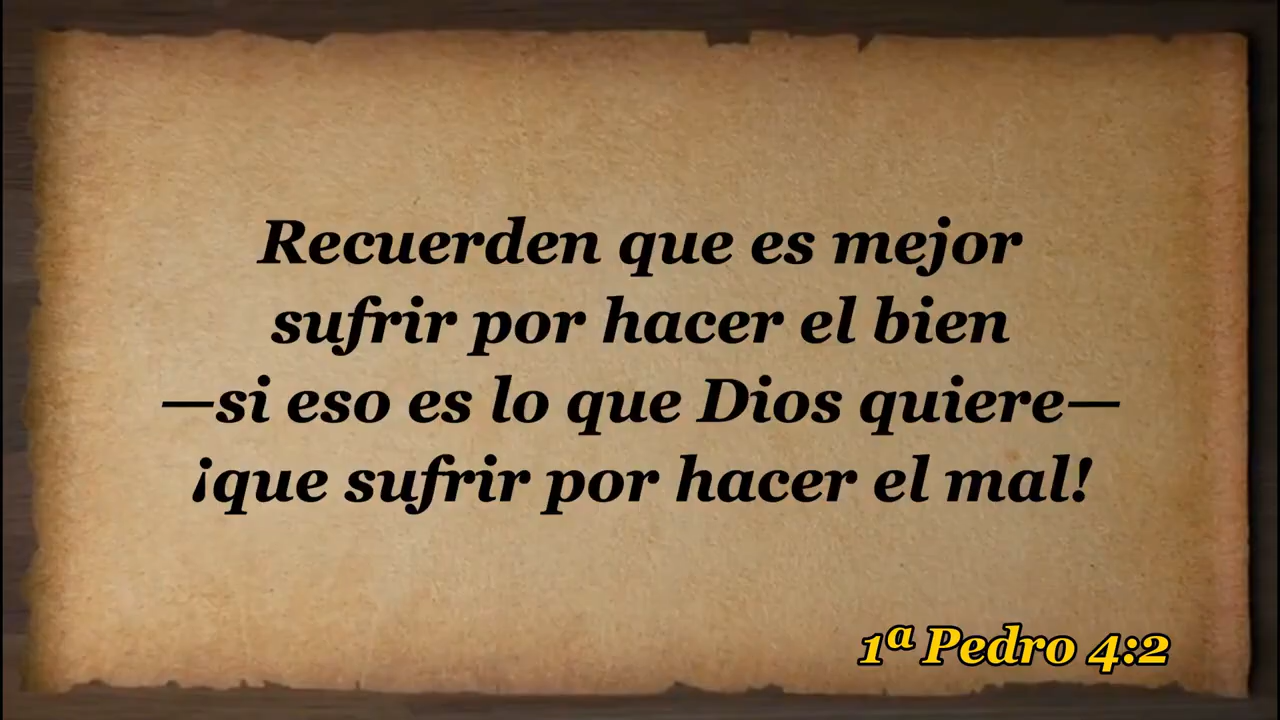 Recuerden que es mejor
sufrir por hacer el bien
—si eso es lo que Dios quiere—
¡que sufrir por hacer el mal!
1ª Pedro 4:2